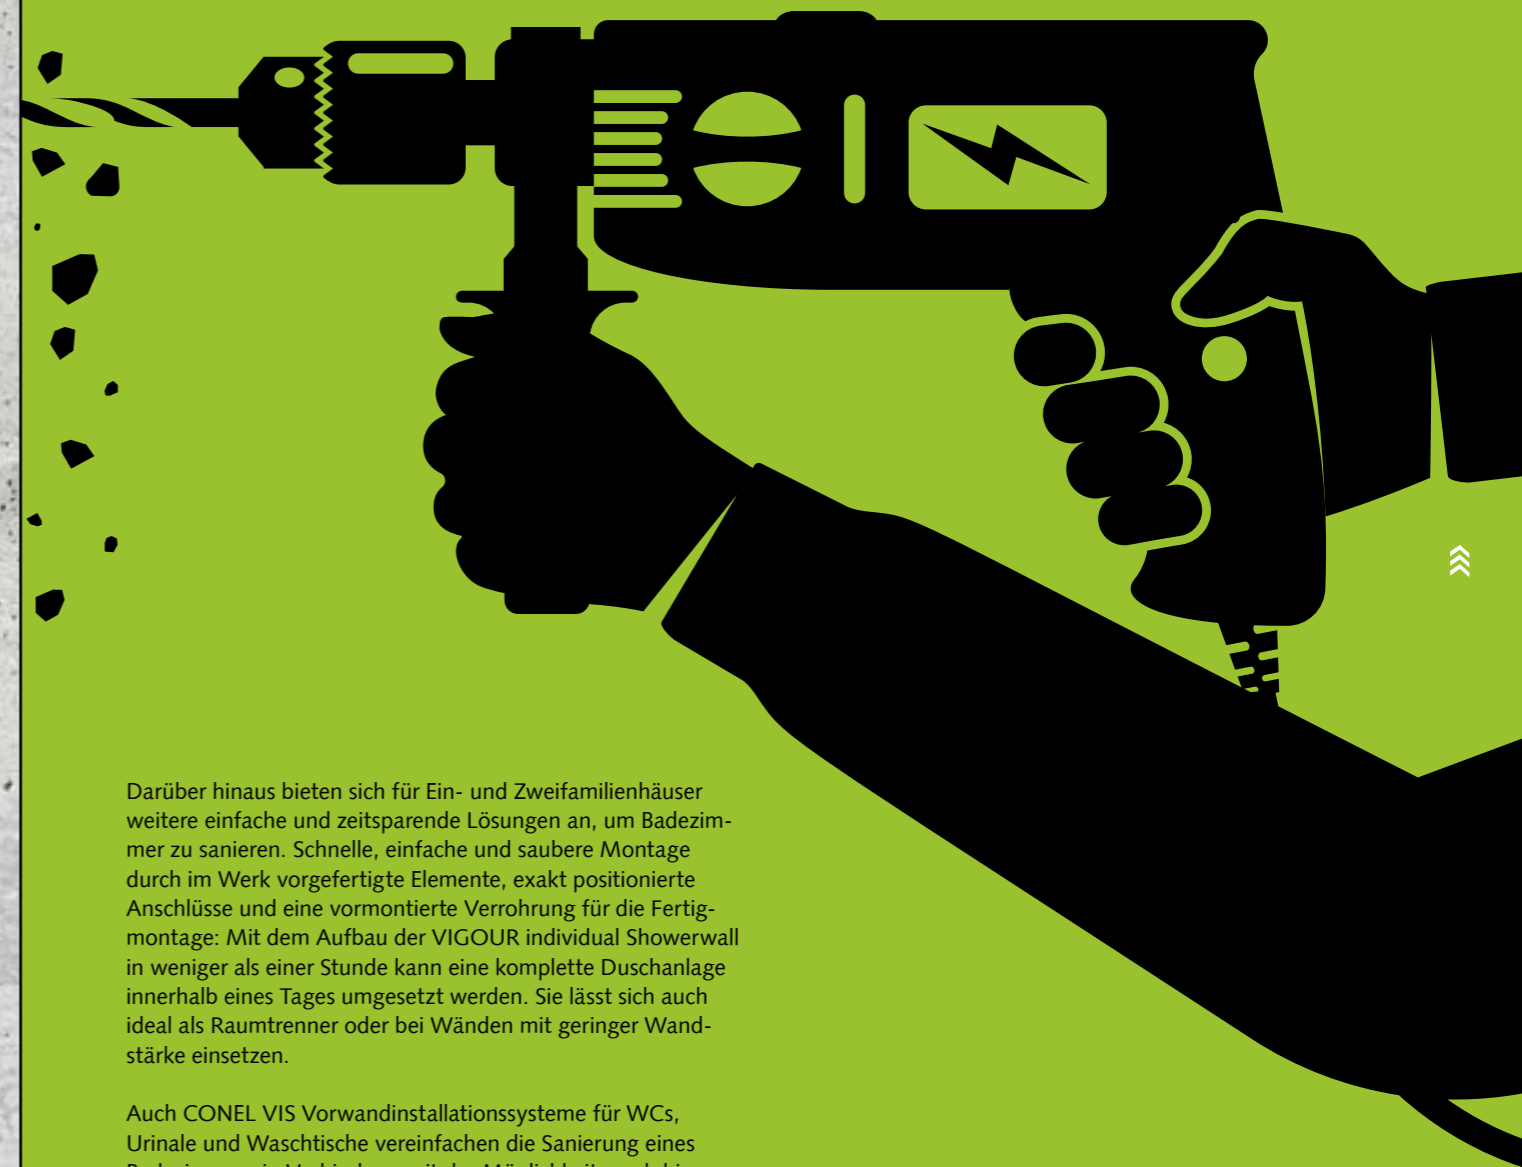 Darüber hinaus bieten sich für Ein- und Zweifamilienhäuser
weitere einfache und zeitsparende Lösungen an, um Badezim-
mer zu sanieren. Schnelle, einfache und saubere Montage
durch im Werk vorgefertigte Elemente, exakt positionierte
Anschlüsse und eine vormontierte Verrohrung für die Fertig-
montage: Mit dem Aufbau der VIGOUR individual Showerwall
in weniger als einer Stunde kann eine komplette Duschanlage
innerhalb eines Tages umgesetzt werden. Sie lässt sich auch
ideal als Raumtrenner oder bei Wänden mit geringer Wand-
stärke einsetzen.
Auch CONEL VIS Vorwandinstallationssysteme für WCs,
Urinale und Waschtische vereinfachen die Sanierung eines